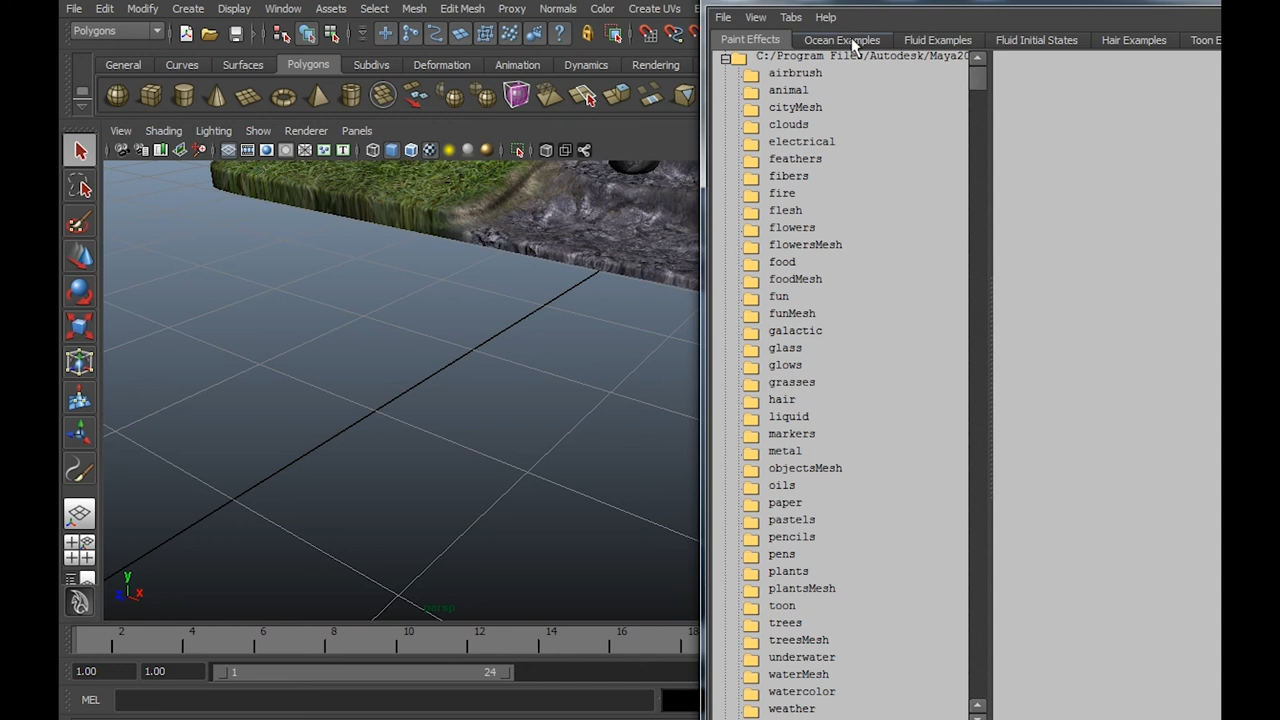 File Edit Modify Create Display Window Assets Select Mesh Edit Mesh Proxy Normals Color Create UVs
Polygons
General Curves Surfaces Polygons Subdivs Deformation Animation Dynamics Rendering
View Shading Lighting Show Renderer Panels
persp
y
x
2 4 6 8 10 12 14 16 18
1.00 1.00 1 24
MEL
File View Tabs Help
Paint Effects Ocean Examples Fluid Examples Fluid Initial States Hair Examples Toon E
C:/Program Files/Autodesk/Maya20
airbrush
animal
cityMesh
clouds
electrical
feathers
fibers
fire
flesh
flowers
flowersMesh
food
foodMesh
fun
funMesh
galactic
glass
glows
grasses
hair
liquid
markers
metal
objectsMesh
oils
paper
pastels
pencils
pens
plants
plantsMesh
toon
trees
treesMesh
underwater
waterMesh
watercolor
weather